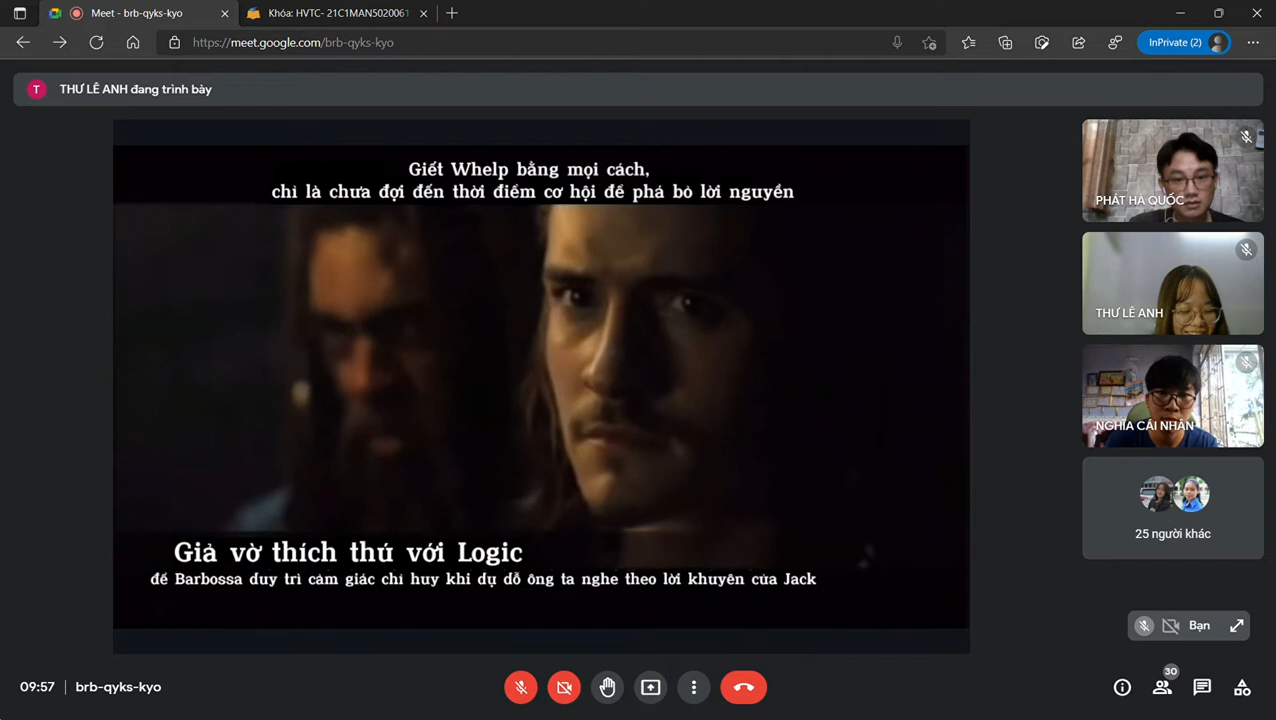 Meet - brb-qyks-kyo
Khóa: HVTC- 21C1MAN5020061
https://meet.google.com/brb-qyks-kyo
InPrivate (2)
T
THƯ LÊ ANH đang trình bày
Giết Whelp bằng mọi cách,
chỉ là chưa đợi đến thời điểm cơ hội để phá bỏ lời nguyền
Giả vờ thích thú với Logic
để Barbossa duy trì cảm giác chỉ huy khi dụ dỗ ông ta nghe theo lời khuyên của Jack
PHÁT HÀ QUỐC
THƯ LÊ ANH
NGHĨA CÁI NHÂN
25 người khác
Bạn
09:57 | brb-qyks-kyo
30